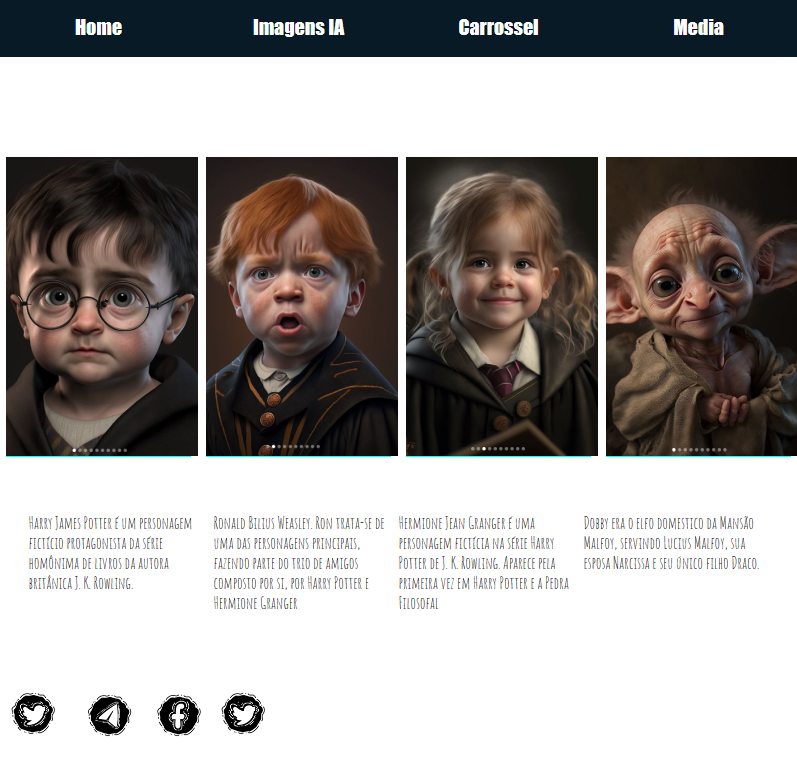 Home Imagens IA Carrossel Media
Harry James Potter é um personagem
fictício protagonista da série
homônima de livros da autora
britânica J. K. Rowling.
Ronald Bilius Weasley. Ron trata-se de
uma das personagens principais,
fazendo parte do trio de amigos
composto por si, por Harry Potter e
Hermione Granger
Hermione Jean Granger é uma
personagem fictícia na série Harry
Potter de J. K. Rowling. Aparece pela
primeira vez em Harry Potter e a Pedra
Filosofal
Dobby era o elfo domestico da Mansão
Malfoy, servindo Lucius Malfoy, sua
esposa Narcissa e seu único filho Draco.